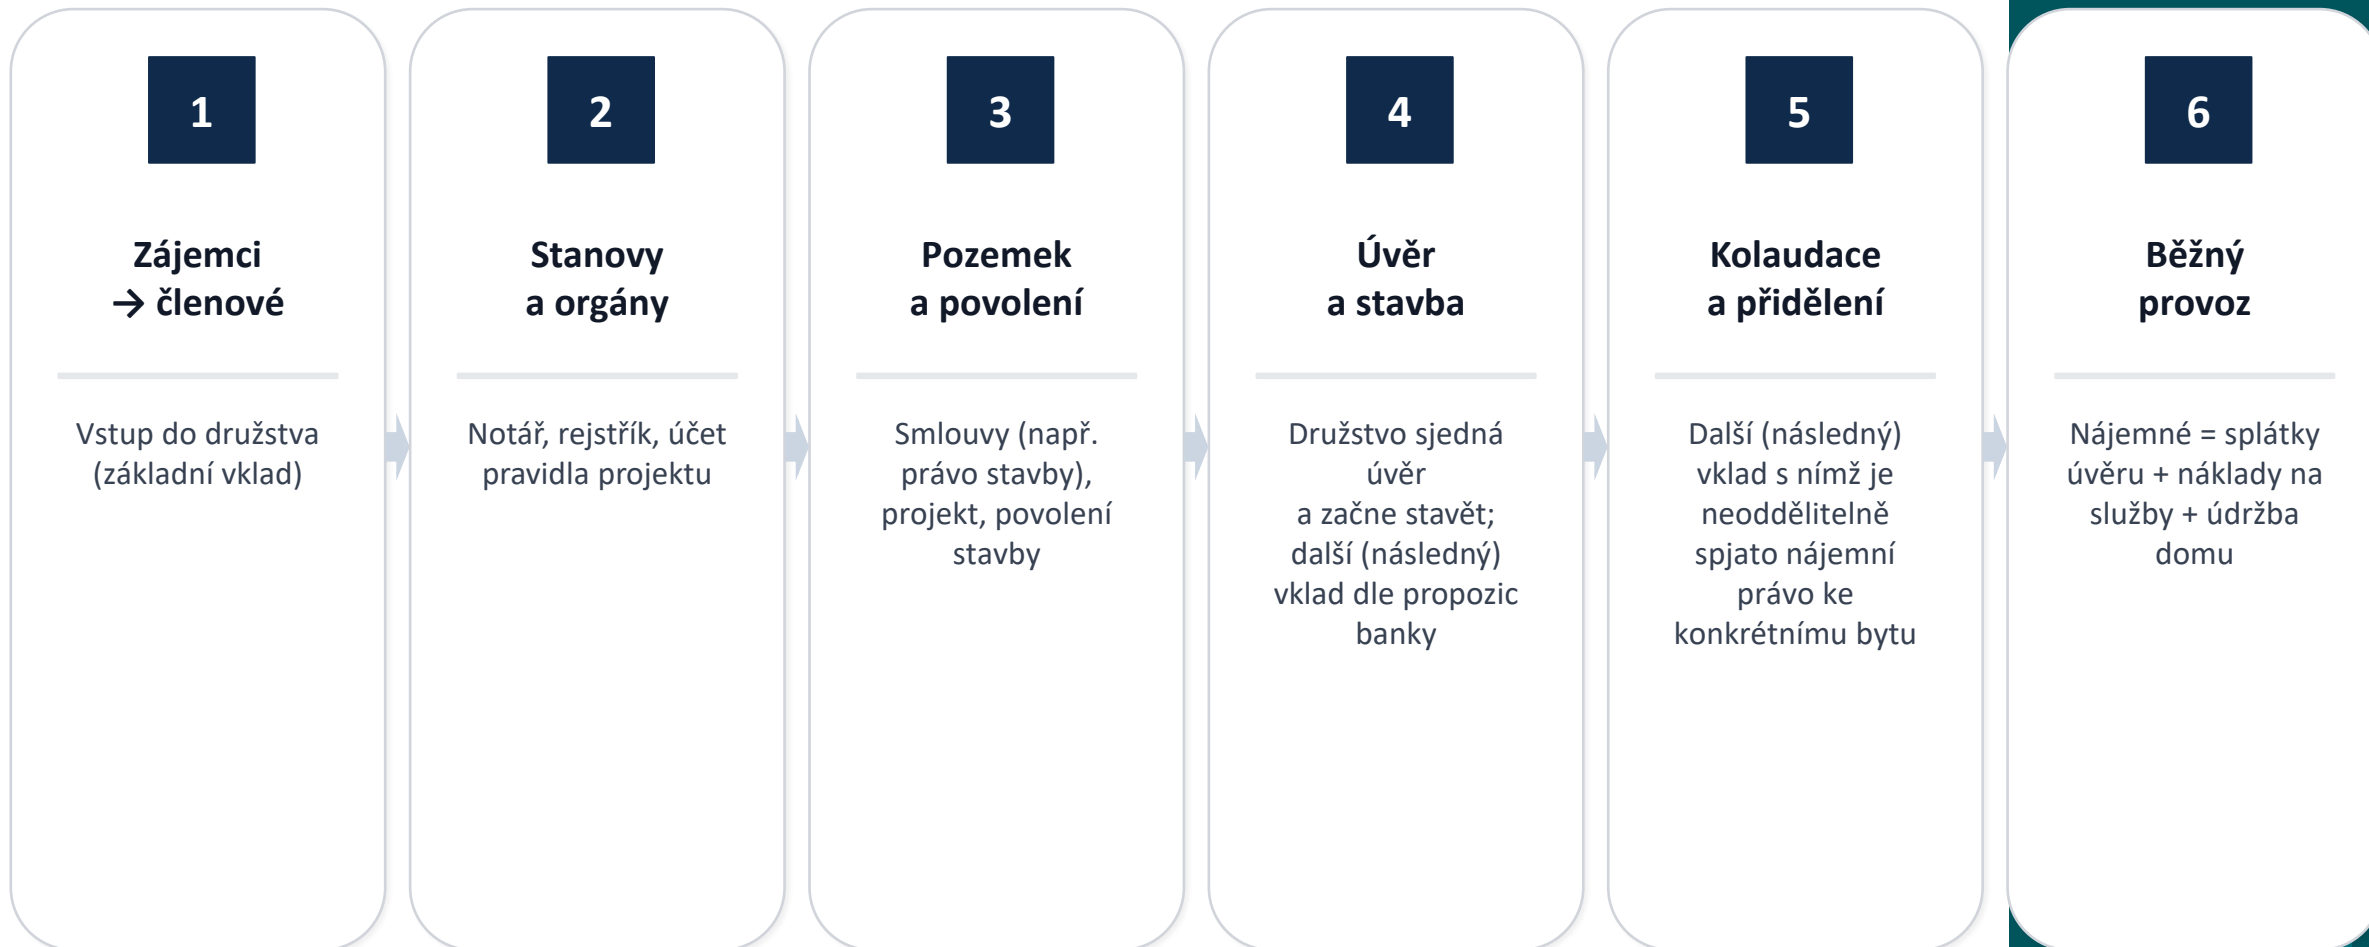 1
Zájemci
→ členové
Vstup do družstva
(základní vklad)
2
Stanovy
a orgány
Notář, rejstřík, účet
pravidla projektu
3
Pozemek
a povolení
Smlouvy (např.
právo stavby),
projekt, povolení
stavby
4
Úvěr
a stavba
Družstvo sjedná
úvěr
a začne stavět;
další (následný)
vklad dle propozic
banky
5
Kolaudace
a přidělení
Další (následný)
vklad s nímž je
neoddělitelně
spjato nájemní
právo ke
konkrétnímu bytu
6
Běžný
provoz
Nájemné = splátky
úvěru + náklady na
služby + údržba
domu